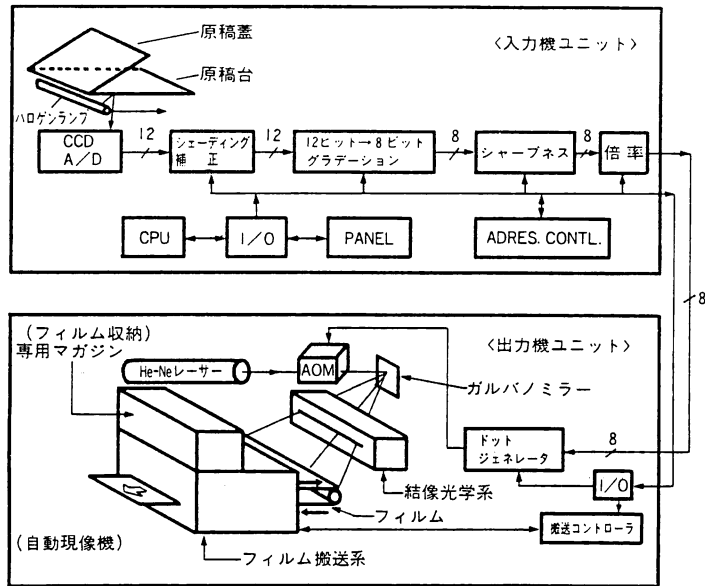 原稿蓋
〈入力機ユニット〉
原稿台
ハロゲンランプ
CCD
A/D
12
シェーディング
補正
12
12ビット→8ビット
グラデーション
8
シャープネス
8
倍率
CPU
I/O
PANEL
ADRES. CONTL.
8
(フィルム収納)
専用マガジン
〈出力機ユニット〉
He-Neレーサー
AOM
ガルバノミラー
ドット
ジェネレータ
8
結像光学系
I/O
フィルム
搬送コントローラ
(自動現像機)
フィルム搬送系